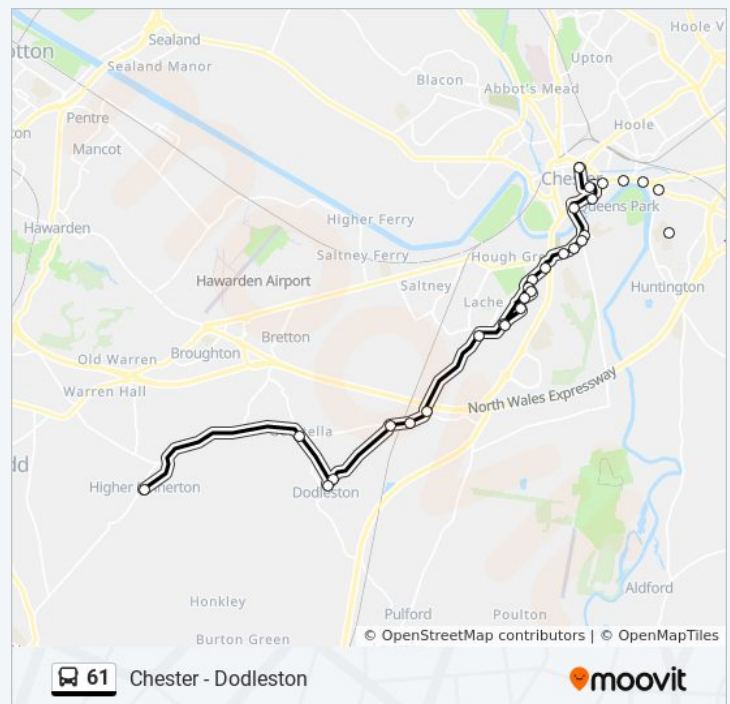 Hoole V
Sealand
otton
Upton
Sealand Manor
Blacon
Abbot's Mead
Pentre
Hoole
on
Mancot
Queens Park
Higher Ferry
Hawarden
Saltney Ferry
Hough Gre
Hawarden Airport
Saltney
Huntington
Lache
Bretton
Old Warren
Broughton
Warren Hall
North Wales Expressway
dd
Dodleston
Aldford
Honkley
Pulford
Poulton
Burton Green
© OpenStreetMap contributors | © OpenMapTiles
61 Chester - Dodleston
moovit